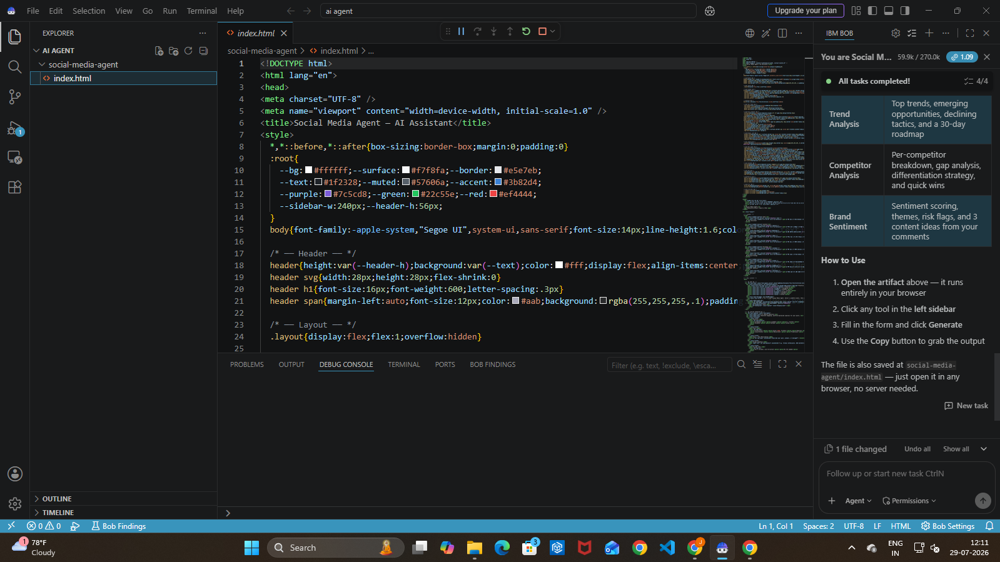 File Edit Selection View Go Run Terminal Help
ai agent
Upgrade your plan
EXPLORER
AI AGENT
social-media-agent
index.html
1
OUTLINE
TIMELINE
index.html
social-media-agent > index.html > ...
1 <!DOCTYPE html>
2 <html lang="en">
3 <head>
4 <meta charset="UTF-8" />
5 <meta name="viewport" content="width=device-width, initial-scale=1.0" />
6 <title>Social Media Agent — AI Assistant</title>
7 <style>
8 *,*::before,*::after{box-sizing:border-box;margin:0;padding:0}
9 :root{
10 --bg:#ffffff;--surface:#f7f8fa;--border:#e5e7eb;
11 --text:#1f2328;--muted:#57606a;--accent:#3b82d4;
12 --purple:#7c5cd8;--green:#22c55e;--red:#ef4444;
13 --sidebar-w:240px;--header-h:56px;
14 }
15 body{font-family:-apple-system,"Segoe UI",system-ui,sans-serif;font-size:14px;line-height:1.6;col
16
17 /* —— Header —— */
18 header{height:var(--header-h);background:var(--text);color:#fff;display:flex;align-items:center;
19 header svg{width:28px;height:28px;flex-shrink:0}
20 header h1{font-size:16px;font-weight:600;letter-spacing:.3px}
21 header span{margin-left:auto;font-size:12px;color:#aab;background:rgba(255,255,255,.1);padding
22
23 /* —— Layout —— */
24 .layout{display:flex;flex:1;overflow:hidden}
25
PROBLEMS OUTPUT DEBUG CONSOLE TERMINAL PORTS BOB FINDINGS
Filter (e.g. text, !exclude, \esca...
IBM BOB
You are Social M... 59.9k / 270.0k 1.09
All tasks completed! 4/4
Trend Analysis
Top trends, emerging
opportunities, declining
tactics, and a 30-day
roadmap
Competitor Analysis
Per-competitor
breakdown, gap analysis,
differentiation strategy,
and quick wins
Brand Sentiment
Sentiment scoring,
themes, risk flags, and 3
content ideas from your
comments
How to Use
1. Open the artifact above — it runs
entirely in your browser
2. Click any tool in the left sidebar
3. Fill in the form and click Generate
4. Use the Copy button to grab the output
The file is also saved at social-media-
agent/index.html — just open it in any
browser, no server needed.
New task
1 file changed Undo all Show all
Follow up or start new task CtrlN
Agent Permissions
0 0 Bob Findings
Ln 1, Col 1 Spaces: 2 UTF-8 LF HTML Bob Settings
1
78°F
Cloudy
Search
3
J
ENG
IN
12:11
29-07-2026